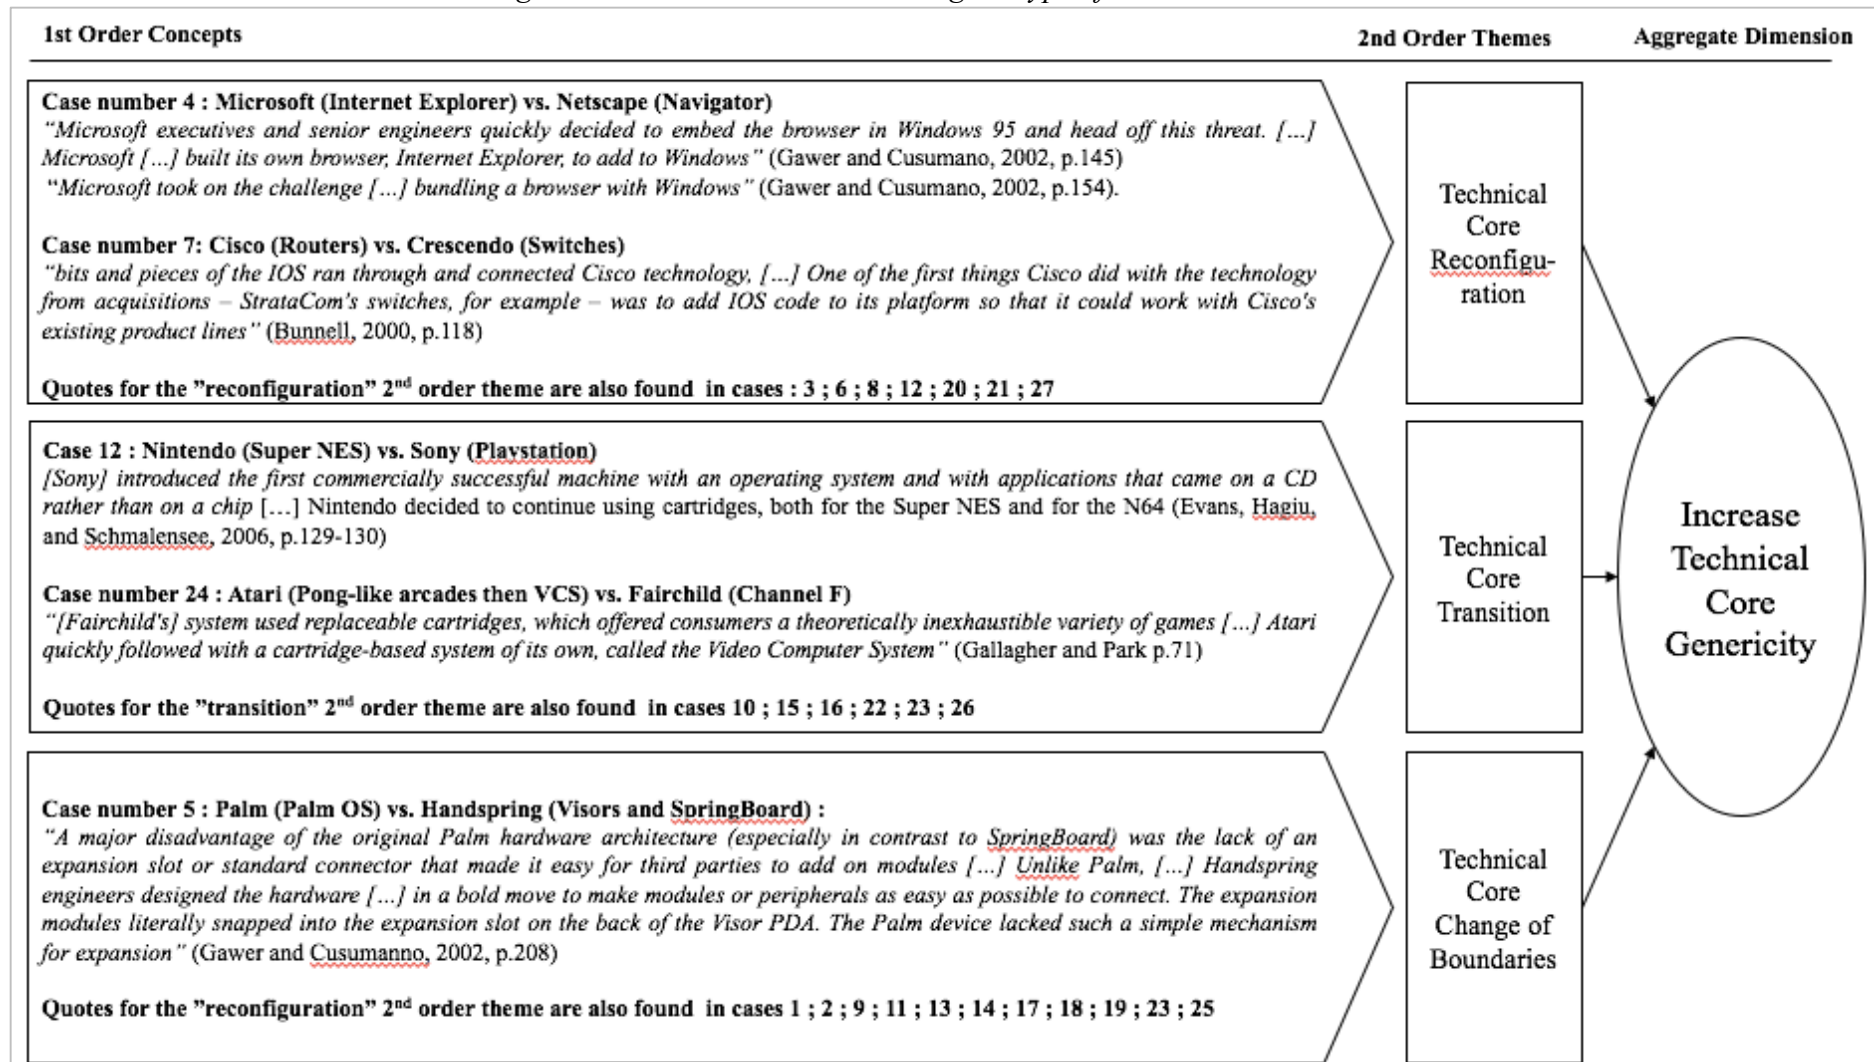 1st Order Concepts
2nd Order Themes
Aggregate Dimension
Case number 4 : Microsoft (Internet Explorer) vs. Netscape (Navigator)
“Microsoft executives and senior engineers quickly decided to embed the browser in Windows 95 and head off this threat. [...]
Microsoft [...] built its own browser, Internet Explorer, to add to Windows” (Gawer and Cusumano, 2002, p.145)
“Microsoft took on the challenge [...] bundling a browser with Windows” (Gawer and Cusumano, 2002, p.154).
Case number 7: Cisco (Routers) vs. Crescendo (Switches)
“bits and pieces of the IOS ran through and connected Cisco technology, [...] One of the first things Cisco did with the technology
from acquisitions – StrataCom's switches, for example – was to add IOS code to its platform so that it could work with Cisco's
existing product lines” (Bunnell, 2000, p.118)
Quotes for the ”reconfiguration” 2nd order theme are also found in cases : 3 ; 6 ; 8 ; 12 ; 20 ; 21 ; 27
Technical
Core
Reconfigu-
ration
Case 12 : Nintendo (Super NES) vs. Sony (Playstation)
[Sony] introduced the first commercially successful machine with an operating system and with applications that came on a CD
rather than on a chip [...] Nintendo decided to continue using cartridges, both for the Super NES and for the N64 (Evans, Hagiu,
and Schmalensee, 2006, p.129-130)
Case number 24 : Atari (Pong-like arcades then VCS) vs. Fairchild (Channel F)
“[Fairchild's] system used replaceable cartridges, which offered consumers a theoretically inexhaustible variety of games [...] Atari
quickly followed with a cartridge-based system of its own, called the Video Computer System” (Gallagher and Park p.71)
Quotes for the ”transition” 2nd order theme are also found in cases 10 ; 15 ; 16 ; 22 ; 23 ; 26
Technical
Core
Transition
Increase
Technical
Core
Genericity
Case number 5 : Palm (Palm OS) vs. Handspring (Visors and SpringBoard) :
“A major disadvantage of the original Palm hardware architecture (especially in contrast to SpringBoard) was the lack of an
expansion slot or standard connector that made it easy for third parties to add on modules [...] Unlike Palm, [...] Handspring
engineers designed the hardware [...] in a bold move to make modules or peripherals as easy as possible to connect. The expansion
modules literally snapped into the expansion slot on the back of the Visor PDA. The Palm device lacked such a simple mechanism
for expansion” (Gawer and Cusumanno, 2002, p.208)
Quotes for the ”reconfiguration” 2nd order theme are also found in cases 1 ; 2 ; 9 ; 11 ; 13 ; 14 ; 17 ; 18 ; 19 ; 23 ; 25
Technical
Core
Change of
Boundaries